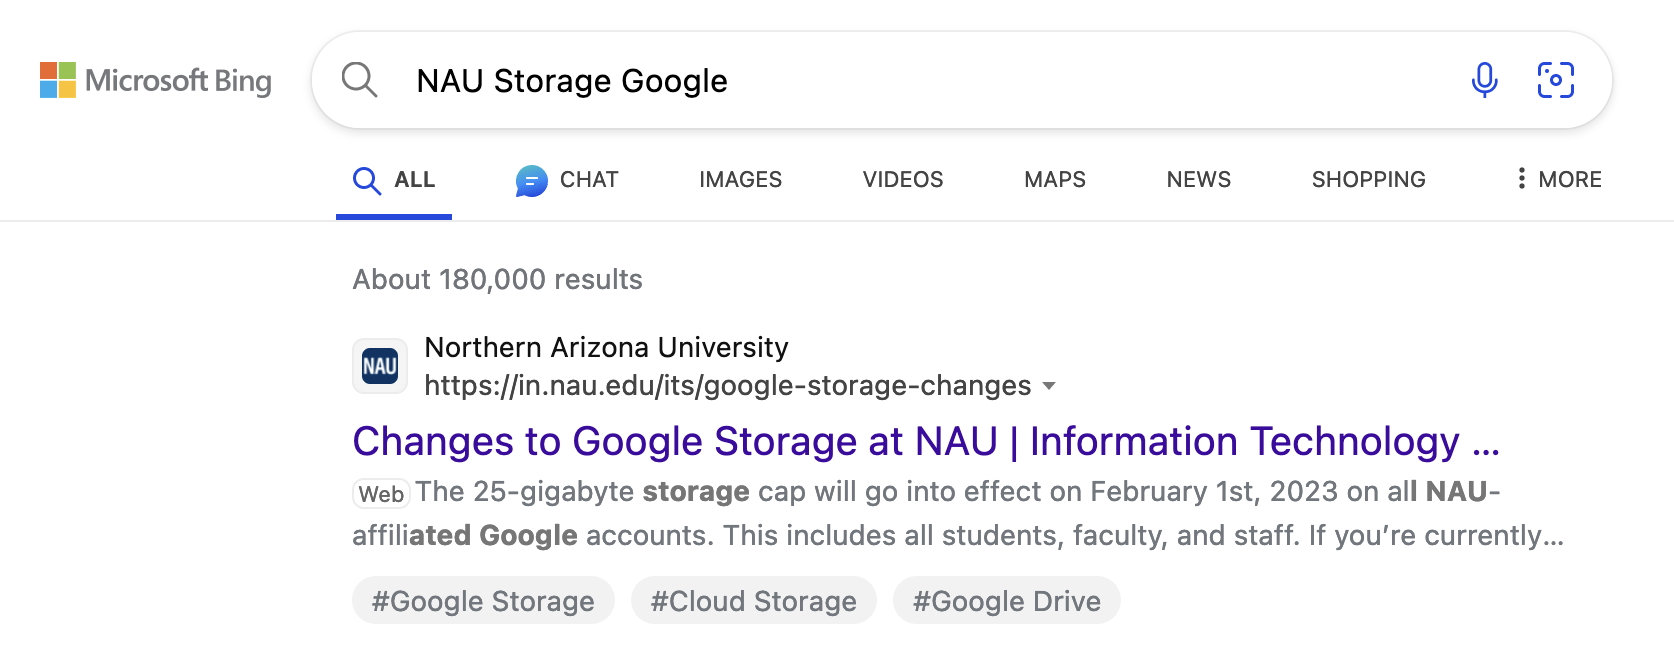 Microsoft Bing
NAU Storage Google
ALL CHAT IMAGES VIDEOS MAPS NEWS SHOPPING MORE
About 180,000 results
NAU
Northern Arizona University
https://in.nau.edu/its/google-storage-changes
Changes to Google Storage at NAU | Information Technology ...
Web The 25-gigabyte storage cap will go into effect on February 1st, 2023 on all NAU-
affiliated Google accounts. This includes all students, faculty, and staff. If you’re currently...
#Google Storage #Cloud Storage #Google Drive